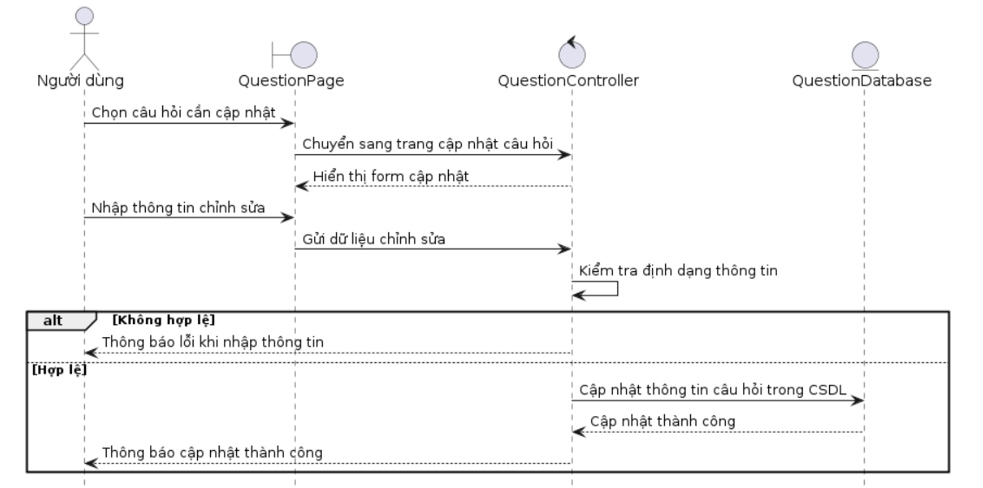 Người dùng
QuestionPage
QuestionController
QuestionDatabase
Chọn câu hỏi cần cập nhật
Chuyển sang trang cập nhật câu hỏi
Hiển thị form cập nhật
Nhập thông tin chỉnh sửa
Gửi dữ liệu chỉnh sửa
Kiểm tra định dạng thông tin
alt [Không hợp lệ]
Thông báo lỗi khi nhập thông tin
[Hợp lệ]
Cập nhật thông tin câu hỏi trong CSDL
Cập nhật thành công
Thông báo cập nhật thành công